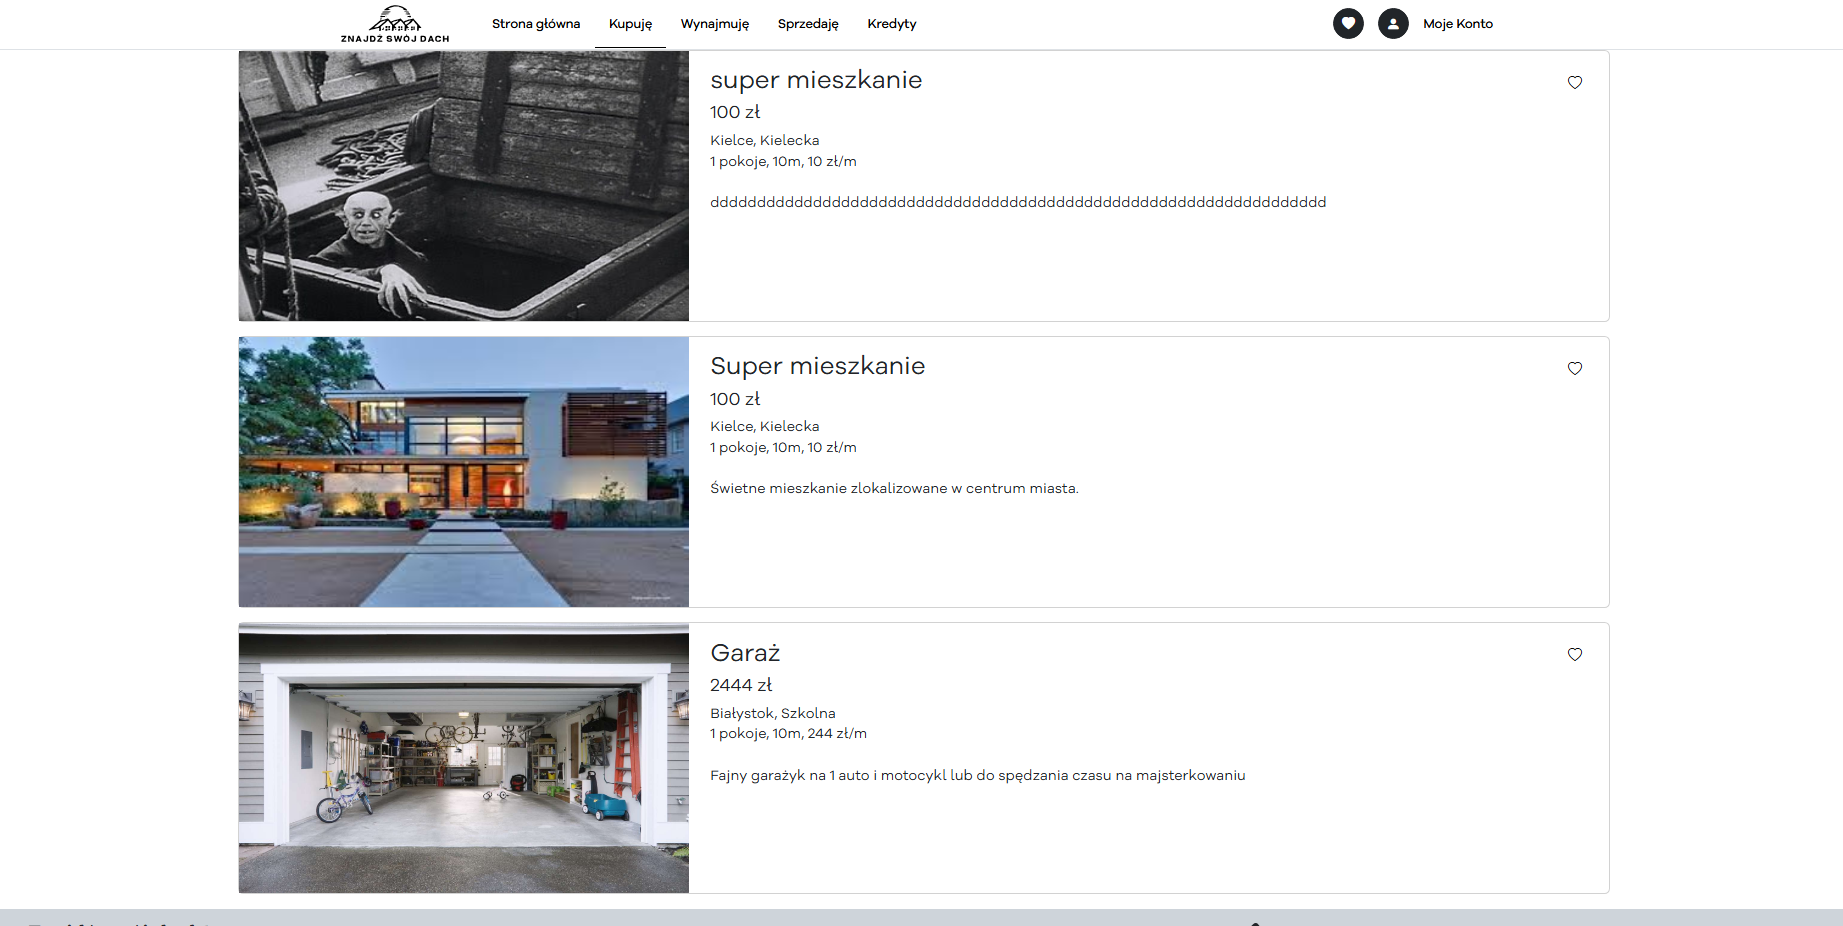 ZNAJDŹ SWÓJ DACH
Strona główna
Kupuję
Wynajmuję
Sprzedaję
Kredyty
Moje Konto
super mieszkanie
100 zł
Kielce, Kielecka
1 pokoje, 10m, 10 zł/m
dddddddddddddddddddddddddddddddddddddddddddddddddddddddddddddddddd
Super mieszkanie
100 zł
Kielce, Kielecka
1 pokoje, 10m, 10 zł/m
Świetne mieszkanie zlokalizowane w centrum miasta.
Garaż
2444 zł
Białystok, Szkolna
1 pokoje, 10m, 244 zł/m
Fajny garażyk na 1 auto i motocykl lub do spędzania czasu na majsterkowaniu